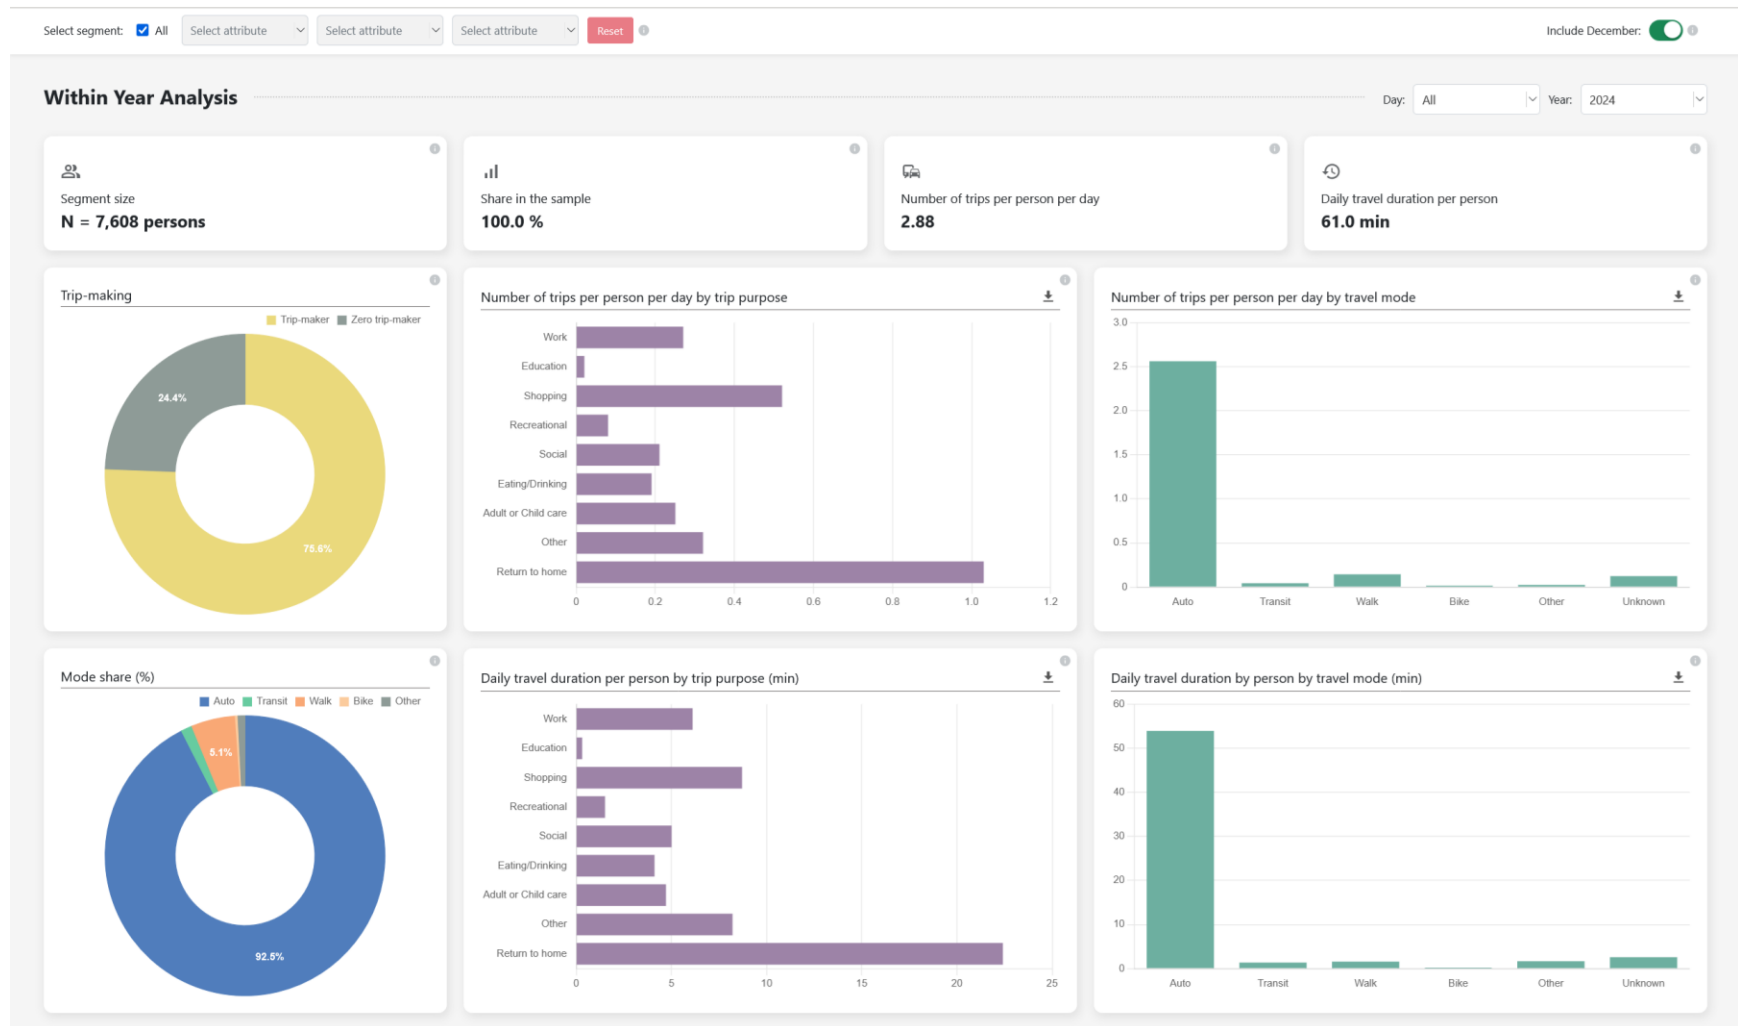 Select segment: All Select attribute Select attribute Select attribute Reset Include December:
Within Year Analysis Day: All Year: 2024
Segment size
N = 7,608 persons
Share in the sample
100.0 %
Number of trips per person per day
2.88
Daily travel duration per person
61.0 min
Trip-making
Trip-maker Zero trip-maker
24.4%
75.6%
Number of trips per person per day by trip purpose
Work
Education
Shopping
Recreational
Social
Eating/Drinking
Adult or Child care
Other
Return to home
0 0.2 0.4 0.6 0.8 1.0 1.2
Number of trips per person per day by travel mode
3.0
2.5
2.0
1.5
1.0
0.5
0
Auto Transit Walk Bike Other Unknown
Mode share (%)
Auto Transit Walk Bike Other
5.1%
92.5%
Daily travel duration per person by trip purpose (min)
Work
Education
Shopping
Recreational
Social
Eating/Drinking
Adult or Child care
Other
Return to home
0 5 10 15 20 25
Daily travel duration by person by travel mode (min)
60
50
40
30
20
10
0
Auto Transit Walk Bike Other Unknown